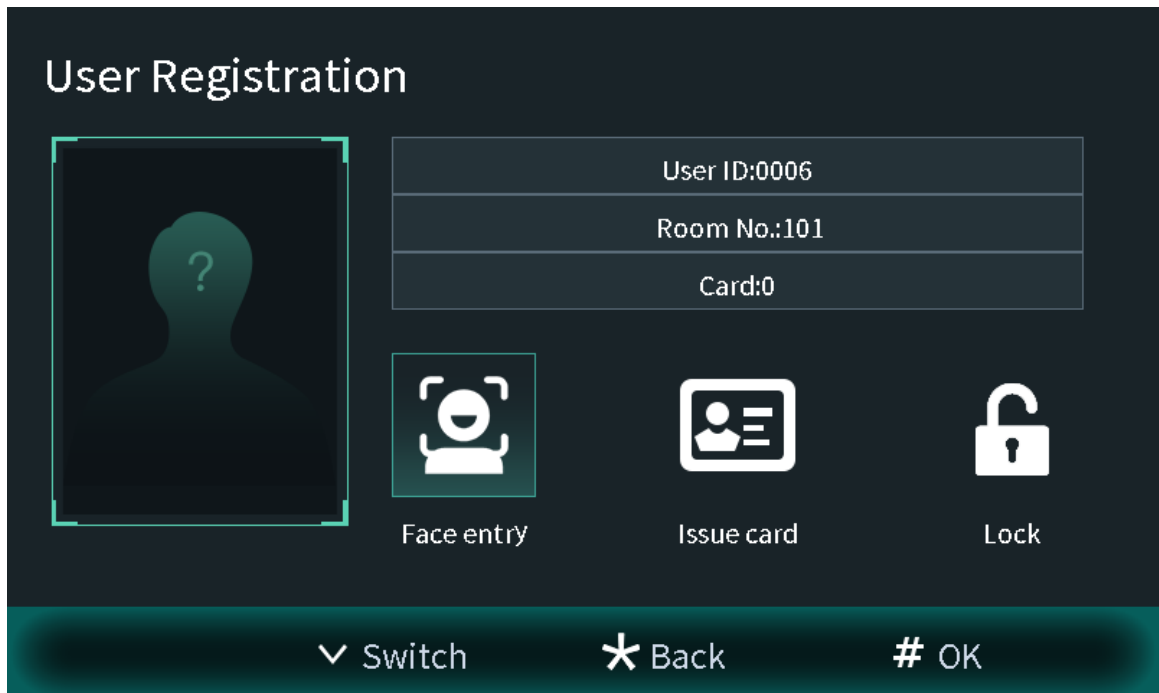 User Registration
?
User ID:0006
Room No.:101
Card:0
Face entry
Issue card
Lock
Switch
* Back
# OK